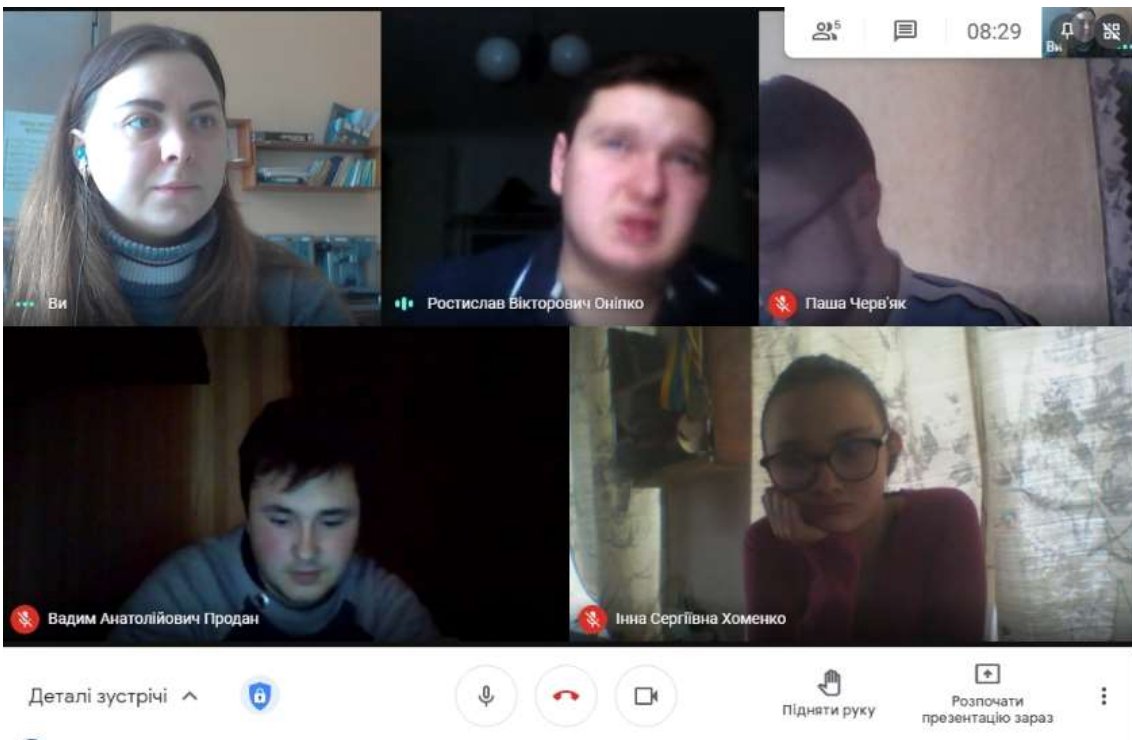 5
08:29
Ви
Ви
Ростислав Вікторович Оніпко
Паша Черв'як
Вадим Анатолійович Продан
Інна Сергіївна Хоменко
Деталі зустрічі
Підняти руку
Розпочати
презентацію зараз